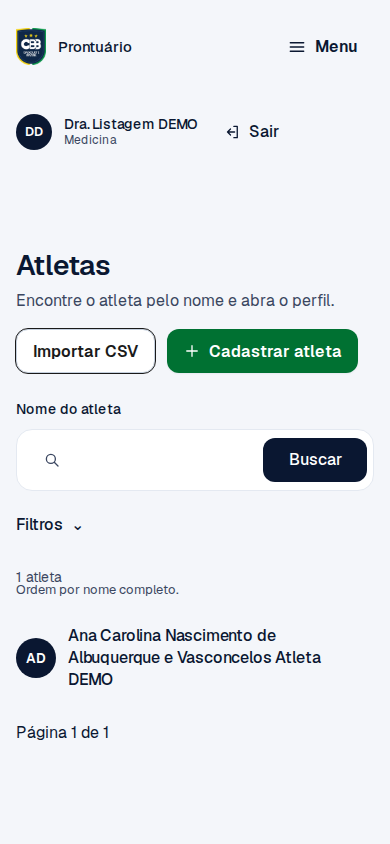 CBB
Prontuário
Menu
DD
Dra. Listagem DEMO
Medicina
Sair
Atletas
Encontre o atleta pelo nome e abra o perfil.
Importar CSV
Cadastrar atleta
Nome do atleta
Buscar
Filtros
1 atleta
Ordem por nome completo.
AD
Ana Carolina Nascimento de
Albuquerque e Vasconcelos Atleta
DEMO
Página 1 de 1